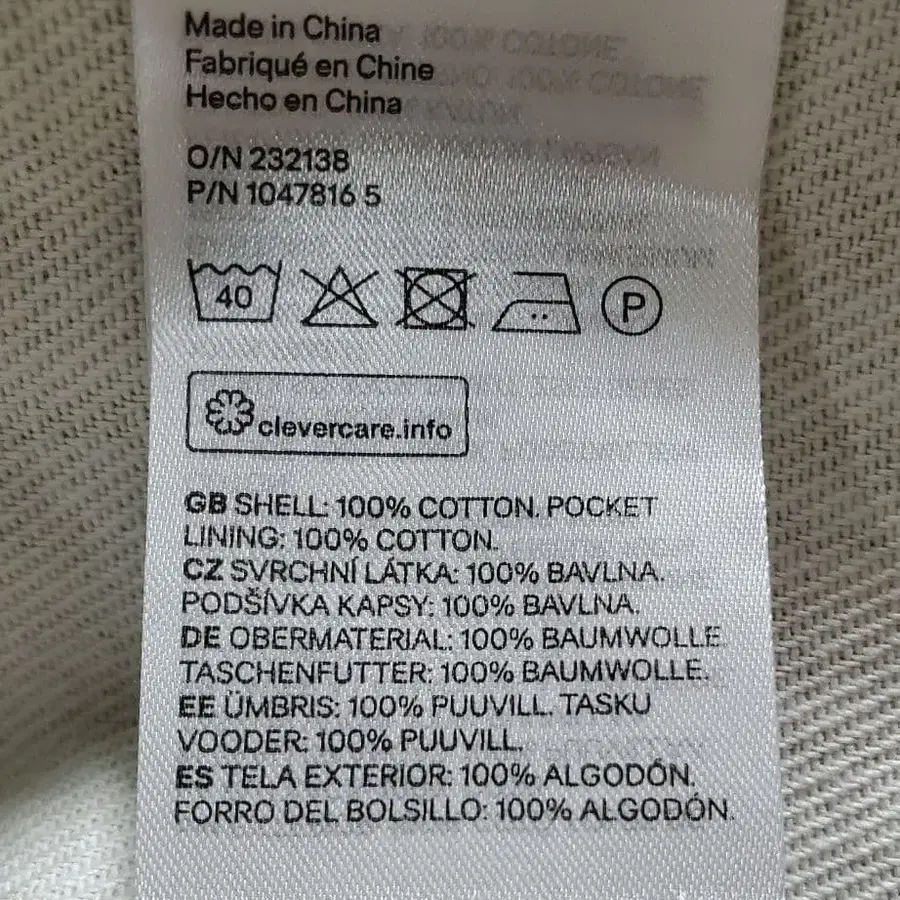 Made in China
Fabriqué en Chine
Hecho en China
O/N 232138
P/N 1047816 5
40 P
clevercare.info
GB SHELL: 100% COTTON. POCKET
LINING: 100% COTTON.
CZ SVRCHNÍ LÁTKA: 100% BAVLNA.
PODŠÍVKA KAPSY: 100% BAVLNA.
DE OBERMATERIAL: 100% BAUMWOLLE
TASCHENFUTTER: 100% BAUMWOLLE.
EE ÜMBRIS: 100% PUUVILL. TASKU
VOODER: 100% PUUVILL.
ES TELA EXTERIOR: 100% ALGODÓN.
FORRO DEL BOLSILLO: 100% ALGODÓN.